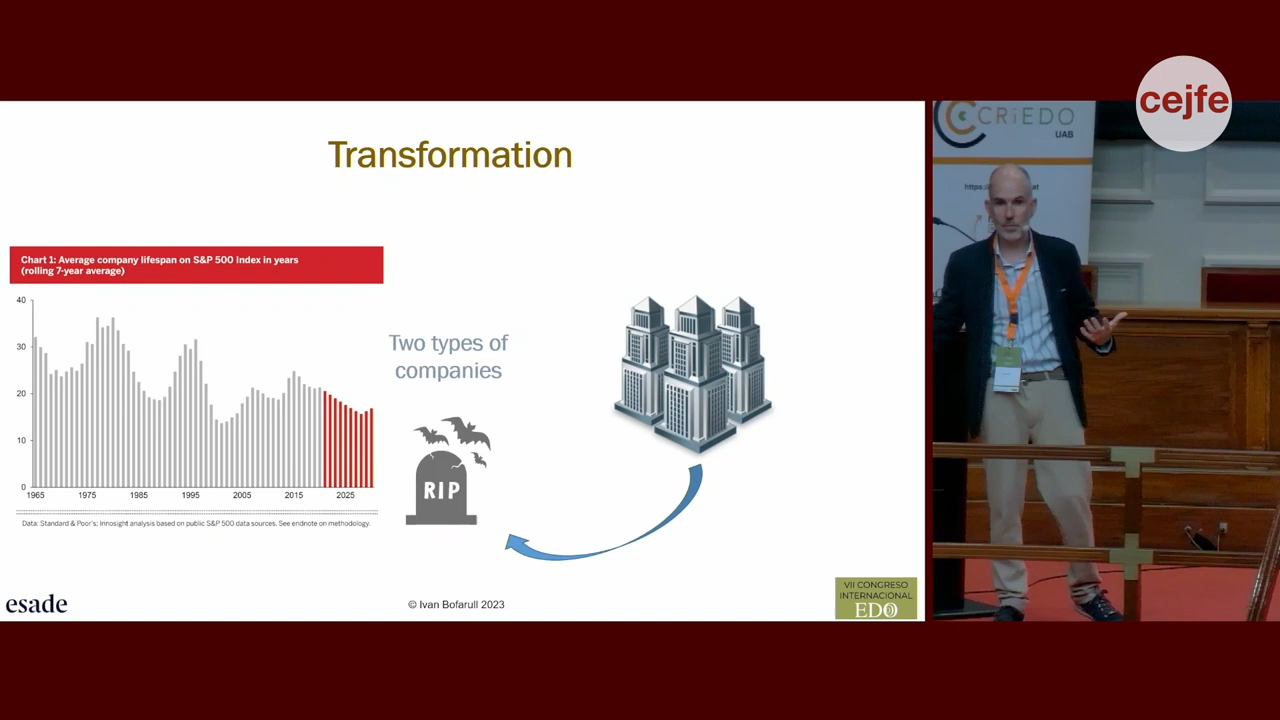 Transformation
Chart 1: Average company lifespan on S&P 500 Index in years
(rolling 7-year average)
40
30
20
10
0
1965
1975
1985
1995
2005
2015
2025
Data: Standard & Poor's; Innosight analysis based on public S&P 500 data sources. See endnote on methodology.
Two types of
companies
RIP
esade
© Ivan Bofarull 2023
VII CONGRESO
INTERNACIONAL
EDO
cejfe
CRiEDO
UAB